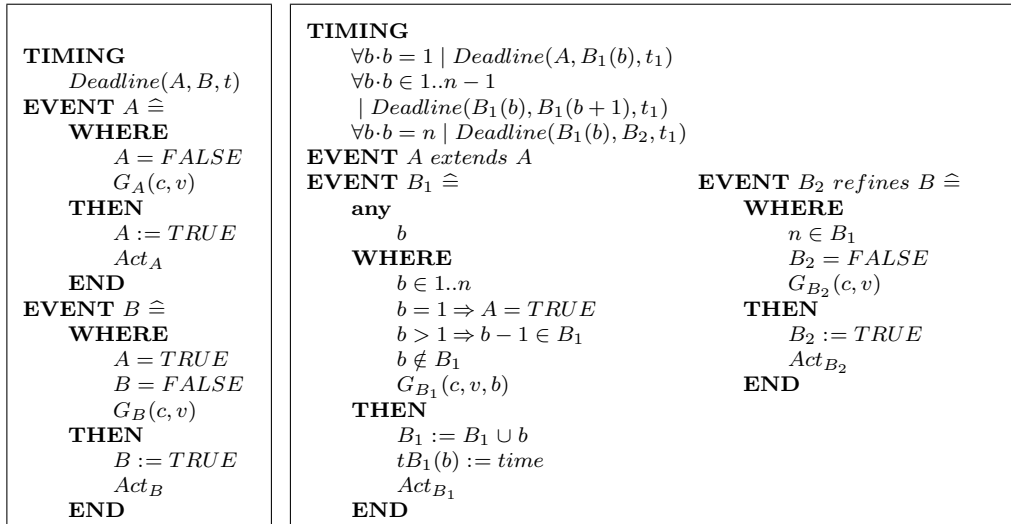 TIMING
Deadline(A, B, t)
EVENT A ≙
WHERE
A = FALSE
G_A(c, v)
THEN
A := TRUE
Act_A
END
EVENT B ≙
WHERE
A = TRUE
B = FALSE
G_B(c, v)
THEN
B := TRUE
Act_B
END
TIMING
∀b·b = 1 | Deadline(A, B_1(b), t_1)
∀b·b ∈ 1..n − 1
| Deadline(B_1(b), B_1(b + 1), t_1)
∀b·b = n | Deadline(B_1(b), B_2, t_1)
EVENT A extends A
EVENT B_1 ≙
any
b
WHERE
b ∈ 1..n
b = 1 ⇒ A = TRUE
b > 1 ⇒ b − 1 ∈ B_1
b ∉ B_1
G_{B_1}(c, v, b)
THEN
B_1 := B_1 ∪ b
tB_1(b) := time
Act_{B_1}
END
EVENT B_2 refines B ≙
WHERE
n ∈ B_1
B_2 = FALSE
G_{B_2}(c, v)
THEN
B_2 := TRUE
Act_{B_2}
END